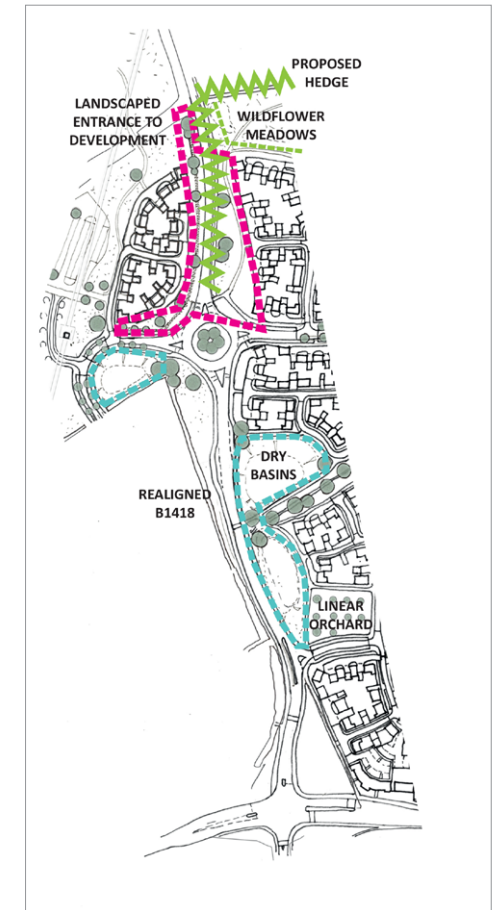 PROPOSED
HEDGE
LANDSCAPED
ENTRANCE TO
DEVELOPMENT
WILDFLOWER
MEADOWS
DRY
BASINS
REALIGNED
B1418
LINEAR
ORCHARD